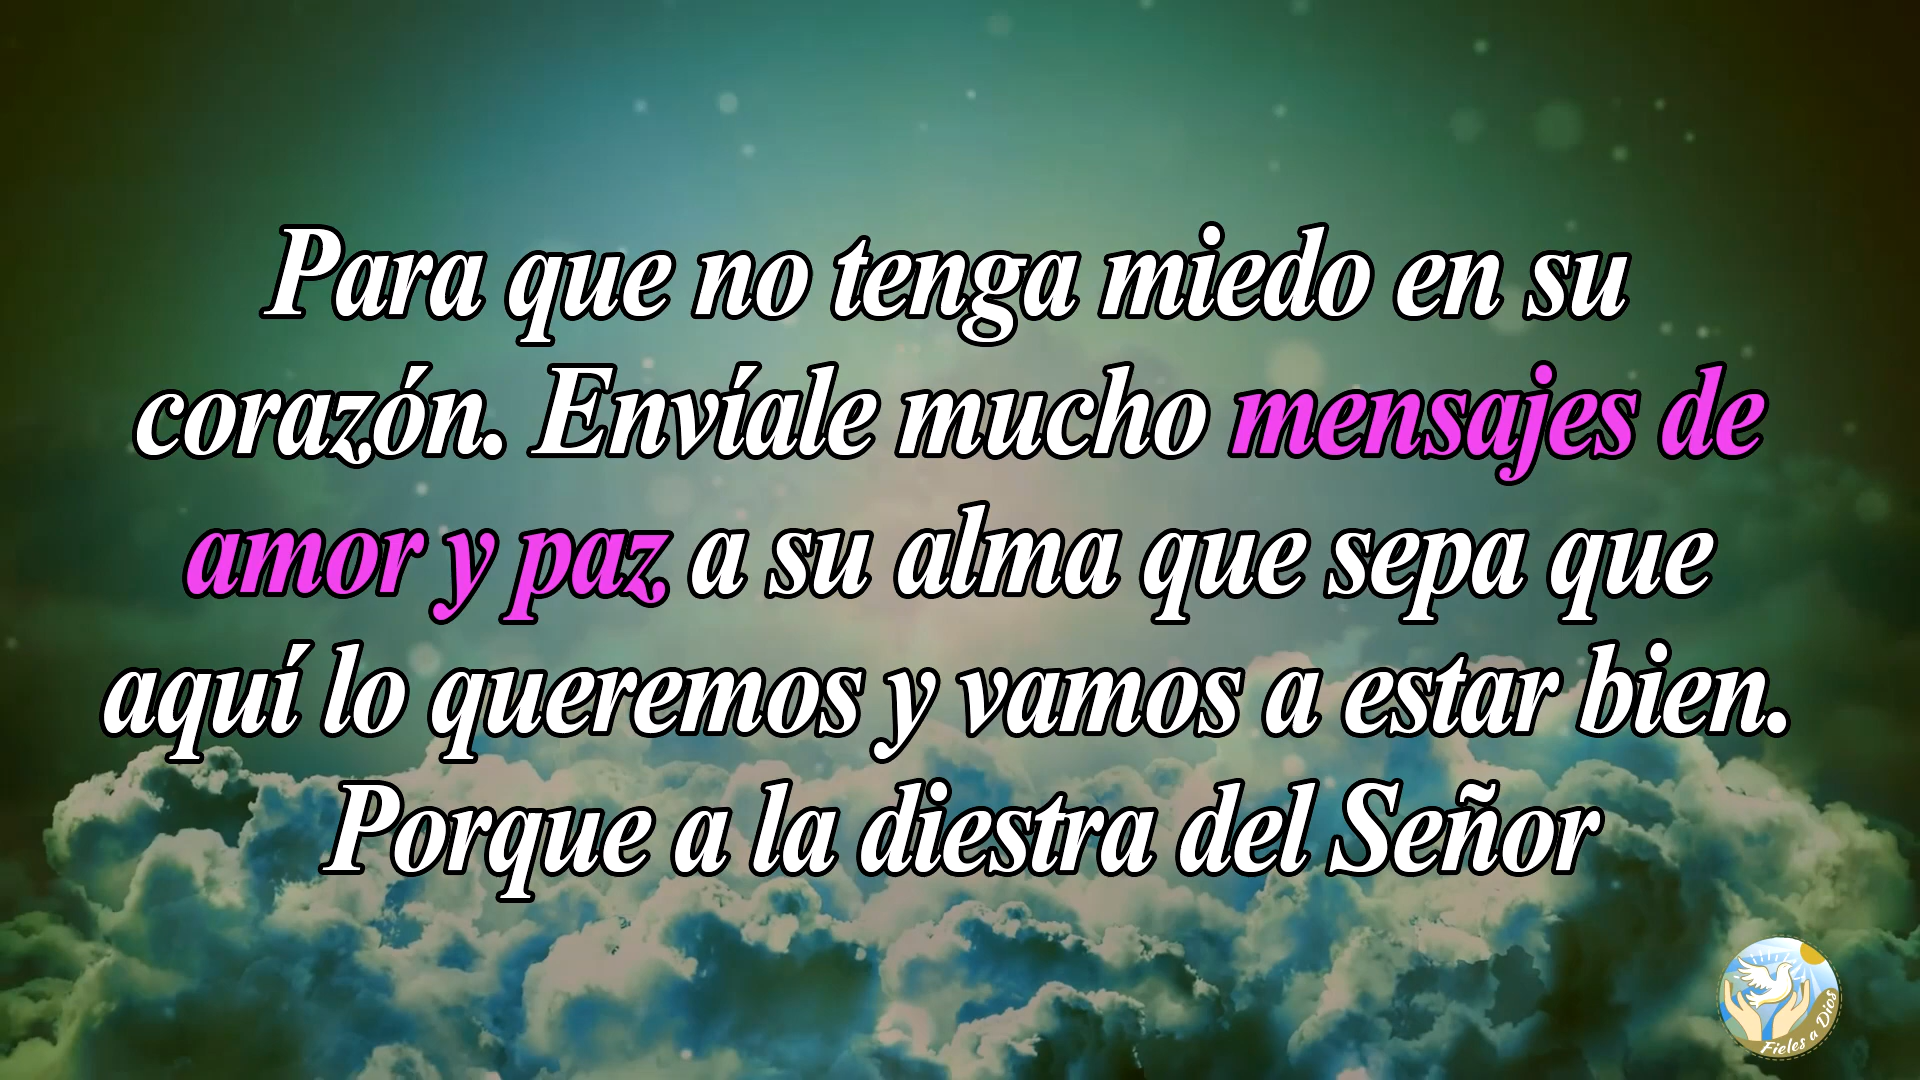 Para que no tenga miedo en su
corazón. Envíale mucho mensajes de
amor y paz a su alma que sepa que
aquí lo queremos y vamos a estar bien.
Porque a la diestra del Señor
Fieles a Dios